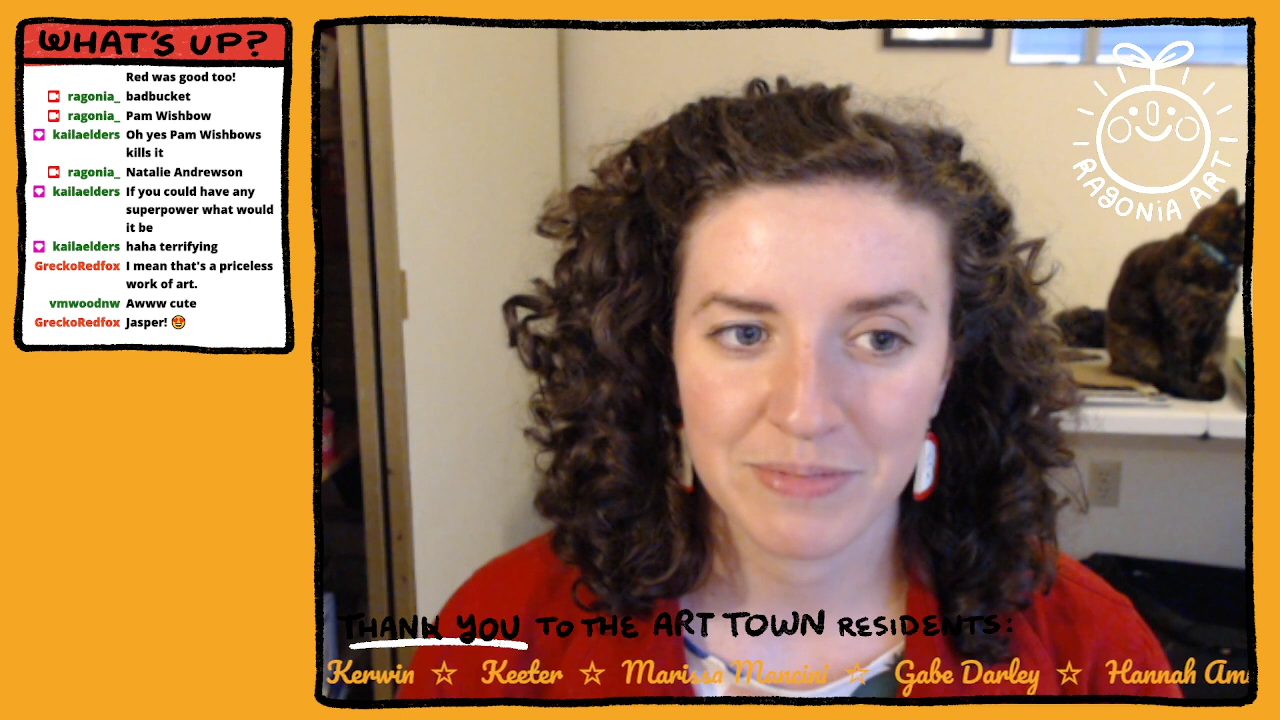 WHAT'S UP?
Red was good too!
ragonia_ badbucket
ragonia_ Pam Wishbow
kailaelders Oh yes Pam Wishbows
kills it
ragonia_ Natalie Andrewson
kailaelders If you could have any
superpower what would
it be
kailaelders haha terrifying
GreckoRedfox I mean that's a priceless
work of art.
vmwoodnw Awww cute
GreckoRedfox Jasper! 🤩
RAGONIA ART
THANK YOU TO THE ART TOWN RESIDENTS:
Kerwin ☆ Keeter ☆ Marissa Mancini ☆ Gabe Darley ☆ Hannah Am